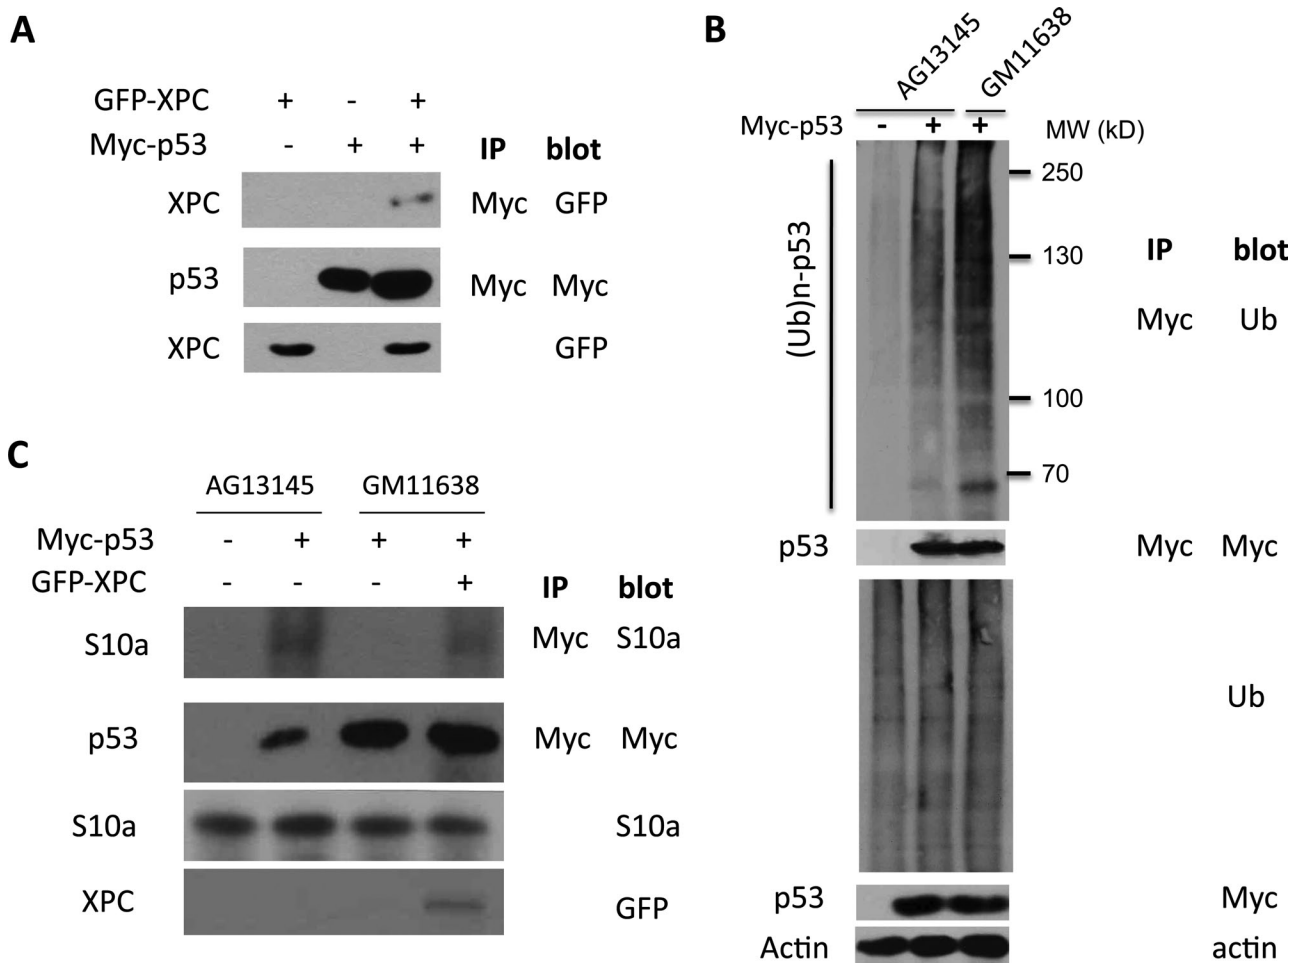 A
GFP-XPC + - +
Myc-p53 - + + IP blot
XPC Myc GFP
p53 Myc Myc
XPC GFP
B
AG13145 GM11638
Myc-p53 - + + MW (kD)
250
130
100
70
(Ub)n-p53
IP blot
Myc Ub
p53 Myc Myc
Ub
p53 Myc
Actin actin
C
AG13145 GM11638
Myc-p53 - + + +
GFP-XPC - - - + IP blot
S10a Myc S10a
p53 Myc Myc
S10a S10a
XPC GFP